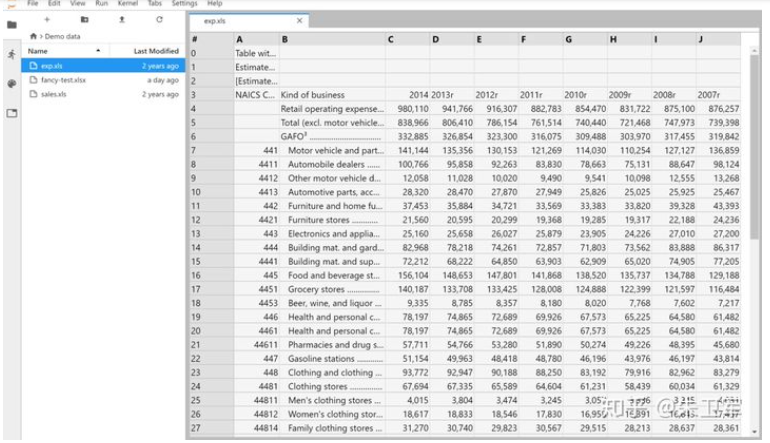 File Edit View Run Kernel Tabs Settings Help
Demo data
Name Last Modified
exp.xls 2 years ago
fancy-test.xlsx a day ago
sales.xls 2 years ago
exp.xls
# A B C D E F G H I J
0 Table wit...
1 Estimate...
2 [Estimate...
3 NAICS C... Kind of business 2014 2013r 2012r 2011r 2010r 2009r 2008r 2007r
4 Retail operating expense... 980,110 941,766 916,307 882,783 854,470 831,722 875,100 876,257
5 Total (excl. motor vehicle... 838,966 806,410 786,154 761,514 740,440 721,468 747,973 739,398
6 GAFO³ ............................. 332,885 326,854 323,300 316,075 309,488 303,970 317,455 319,842
7 441 Motor vehicle and part... 141,144 135,356 130,153 121,269 114,030 110,254 127,127 136,859
8 4411 Automobile dealers ...... 100,766 95,858 92,263 83,830 78,663 75,131 88,647 98,124
9 4412 Other motor vehicle d... 12,058 11,028 10,020 9,490 9,541 10,098 12,555 13,268
10 4413 Automotive parts, acc... 28,320 28,470 27,870 27,949 25,826 25,025 25,925 25,467
11 442 Furniture and home fu... 37,453 35,884 34,721 33,569 33,383 33,820 39,328 43,393
12 4421 Furniture stores ............ 21,560 20,595 20,299 19,368 19,285 19,317 22,188 24,236
13 443 Electronics and applia... 25,160 25,658 26,027 25,879 23,905 24,226 27,010 27,200
14 444 Building mat. and gard... 82,968 78,218 74,261 72,857 71,803 73,562 83,888 86,317
15 4441 Building mat. and sup... 72,212 68,222 64,850 63,903 62,909 65,020 74,905 77,205
16 445 Food and beverage st... 156,104 148,653 147,801 141,868 138,520 135,737 134,788 129,188
17 4451 Grocery stores ............... 140,187 133,708 133,425 128,008 124,888 122,399 121,597 116,484
18 4453 Beer, wine, and liquor ... 9,335 8,785 8,357 8,180 8,020 7,768 7,602 7,217
19 446 Health and personal c... 78,197 74,865 72,689 69,926 67,573 65,225 64,580 61,482
20 4461 Health and personal c... 78,197 74,865 72,689 69,926 67,573 65,225 64,580 61,482
21 44611 Pharmacies and drug s... 57,711 54,766 53,280 51,890 50,274 49,226 48,395 45,680
22 447 Gasoline stations ............ 51,154 49,963 48,418 48,780 46,196 43,976 46,197 43,814
23 448 Clothing and clothing ... 93,772 92,947 90,188 88,250 83,192 79,916 82,962 83,279
24 4481 Clothing stores .............. 67,694 67,335 65,589 64,604 61,231 58,439 60,034 61,329
25 44811 Men's clothing stores ... 4,015 3,804 3,474 3,245
26 44812 Women's clothing stor... 18,617 18,833 18,546 17,830
27 44814 Family clothing stores ... 31,270 30,740 29,823 30,567 29,515 28,213 28,637 28,361